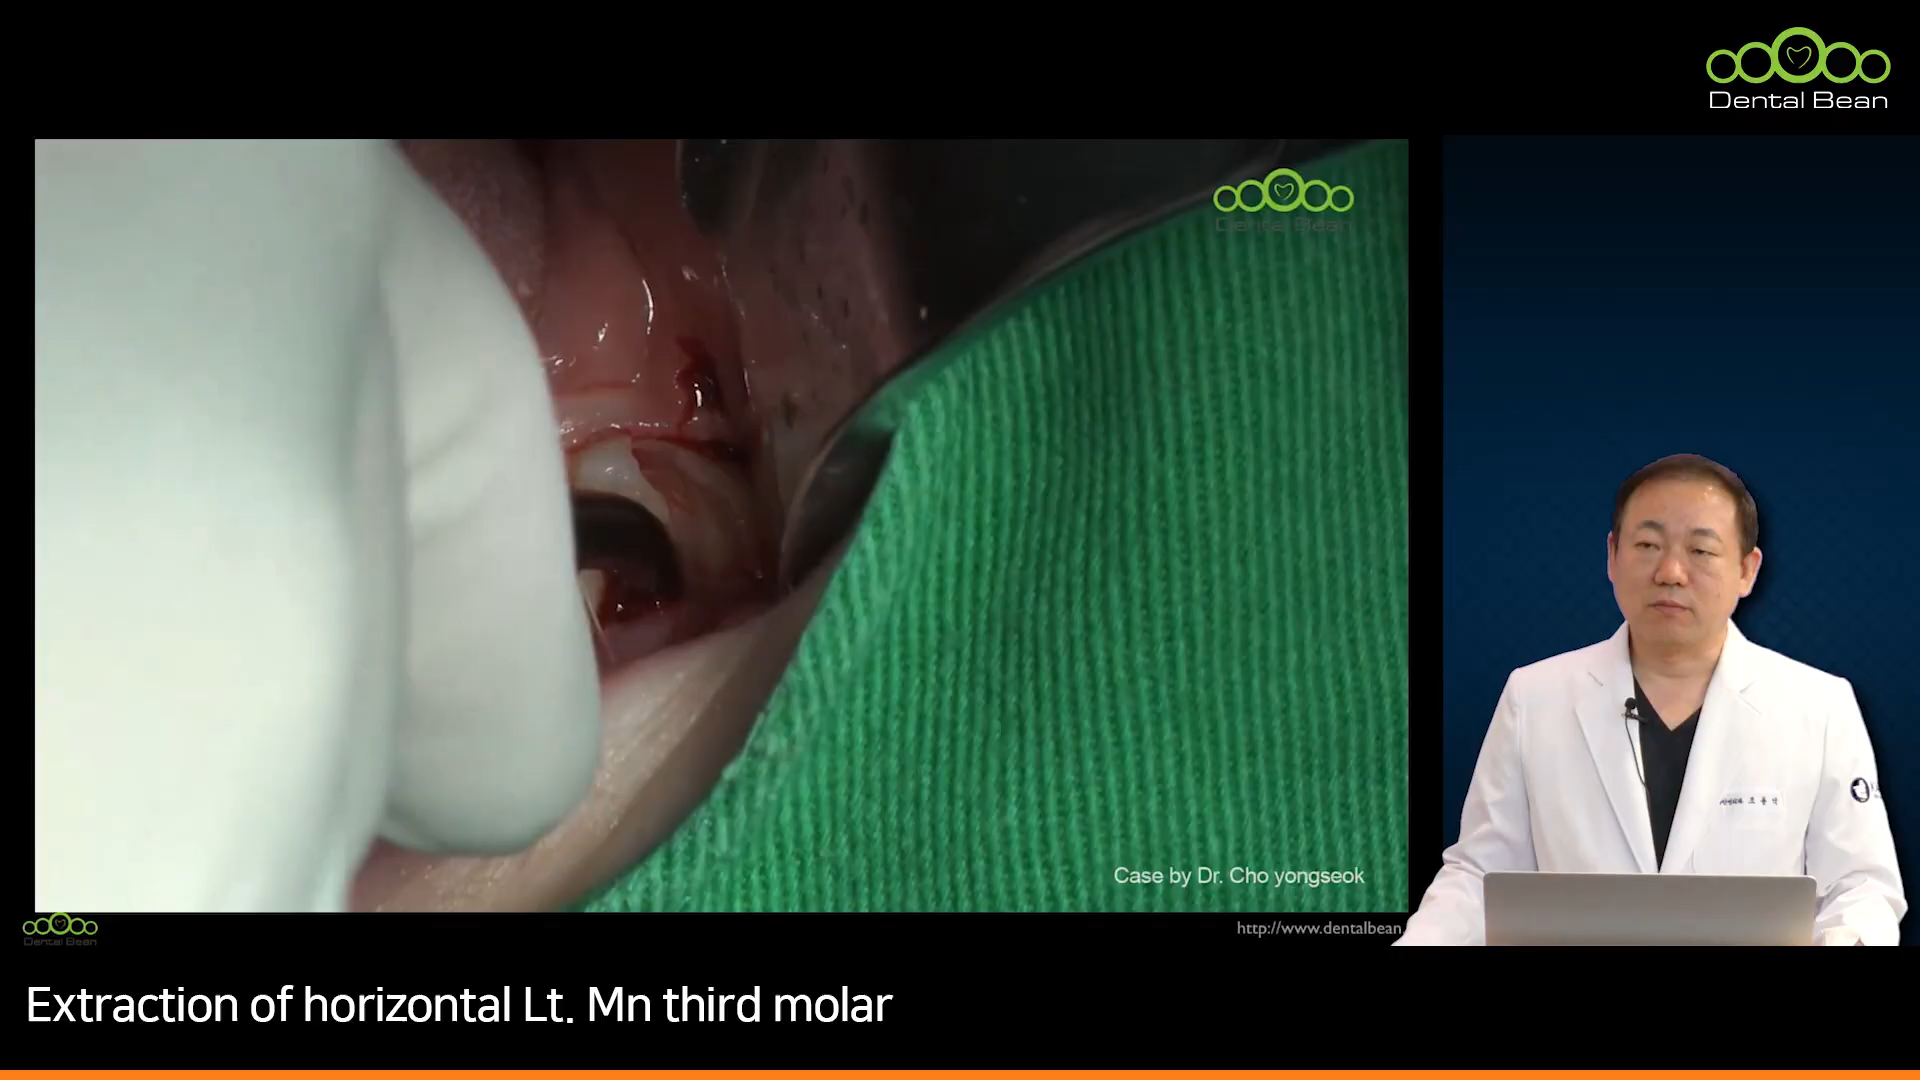 Dental Bean
Dental Bean
Case by Dr. Cho yongseok
http://www.dentalbean
Dental Bean
Extraction of horizontal Lt. Mn third molar